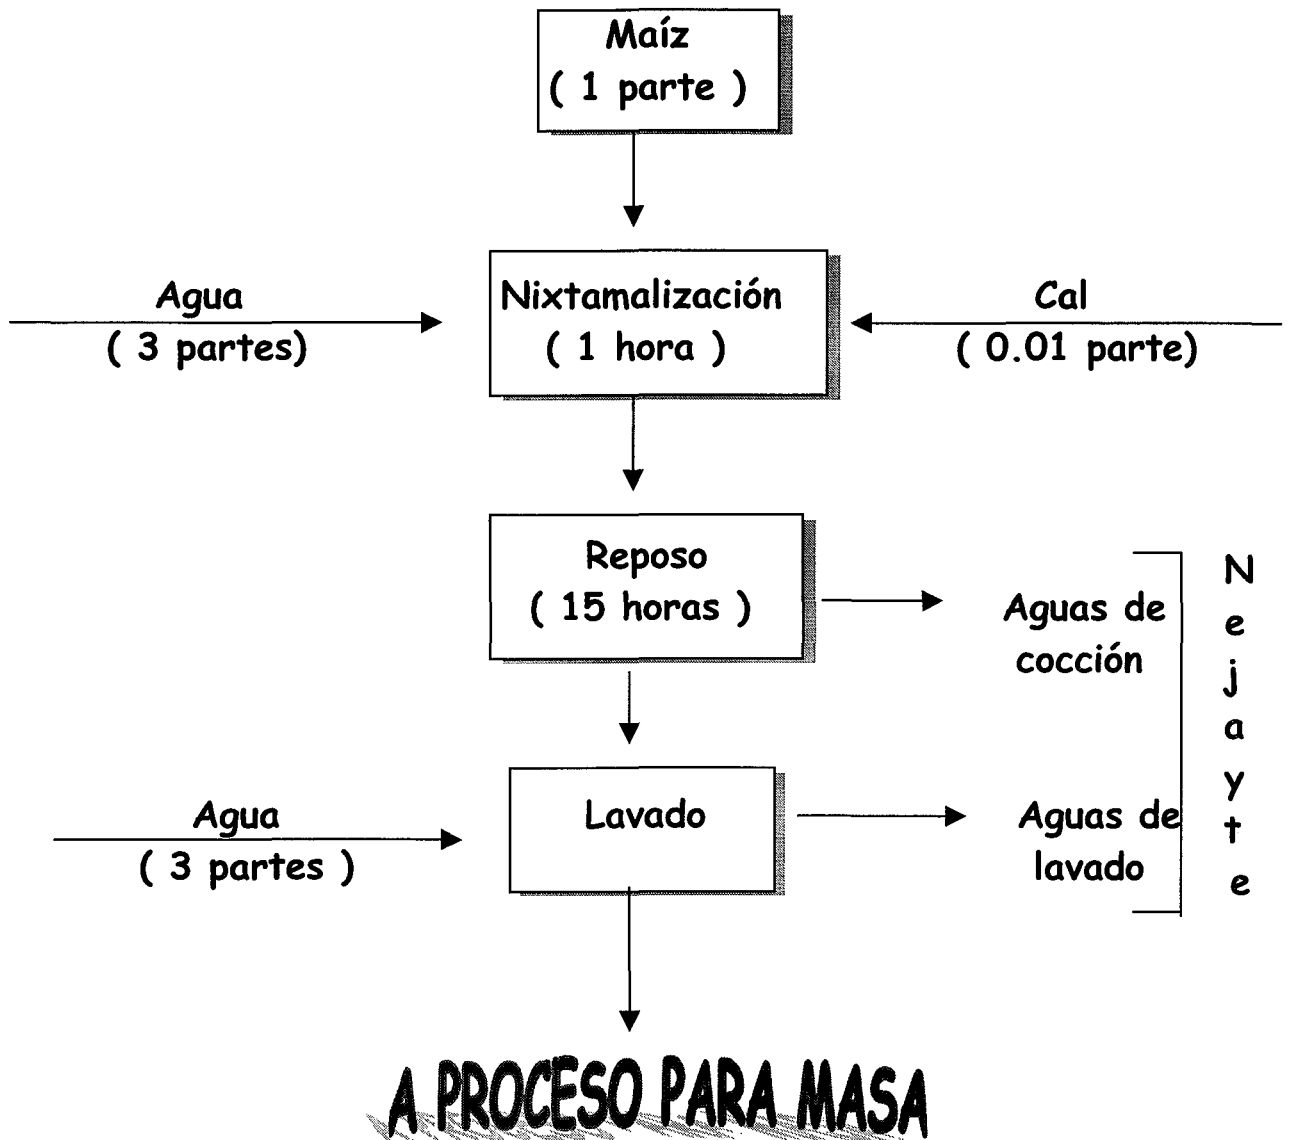 Maíz
( 1 parte )
Agua
( 3 partes)
Nixtamalización
( 1 hora )
Cal
( 0.01 parte)
Reposo
( 15 horas )
Aguas de
cocción
Nejayte
Agua
( 3 partes )
Lavado
Aguas de
lavado
A PROCESO PARA MASA